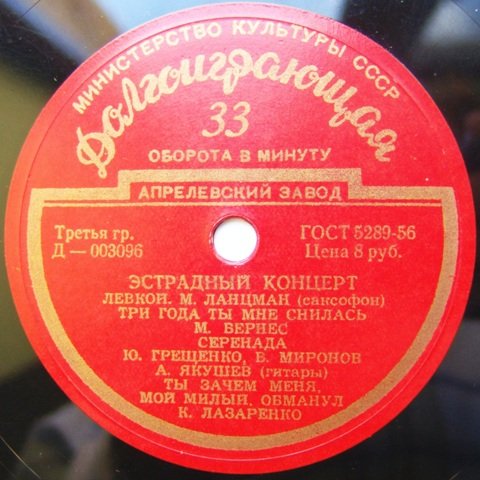 МИНИСТЕРСТВО КУЛЬТУРЫ СССР
Долгоиграющая
33
ОБОРОТА В МИНУТУ
АПРЕЛЕВСКИЙ ЗАВОД
Третья гр.
Д — 003096
ГОСТ 5289-56
Цена 8 руб.
ЭСТРАДНЫЙ КОНЦЕРТ
ЛЕВКОЙ. М. ЛАНЦМАН (саксофон)
ТРИ ГОДА ТЫ МНЕ СНИЛАСЬ
М. БЕРНЕС
СЕРЕНАДА
Ю. ГРЕЩЕНКО, В. МИРОНОВ
А. ЯКУШЕВ (гитары)
ТЫ ЗАЧЕМ МЕНЯ,
МОЙ МИЛЫЙ, ОБМАНУЛ
К. ЛАЗАРЕНКО